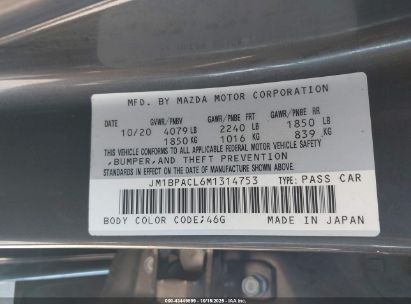 MFD. BY MAZDA MOTOR CORPORATION
DATE GVWR/PNBV GAWR/PNBE FRT GAWR/PNBE RR
10/20 4079 LB 2240 LB 1850 LB
1850 KG 1016 KG 839 KG
THIS VEHICLE CONFORMS TO ALL APPLICABLE FEDERAL MOTOR VEHICLE SAFETY
,BUMPER,AND THEFT PREVENTION
STANDARDS IN EFFECT ON THE DATE OF MANUFACTURE SHOWN ABOVE.
JM1BPACL6M1314753 TYPE: PASS CAR
BODY COLOR CODE:46G MADE IN JAPAN